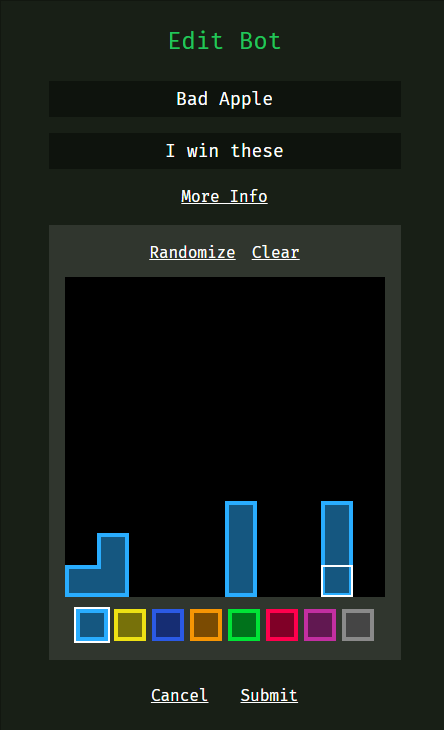 Edit Bot
Bad Apple
I win these
More Info
Randomize Clear
Cancel Submit